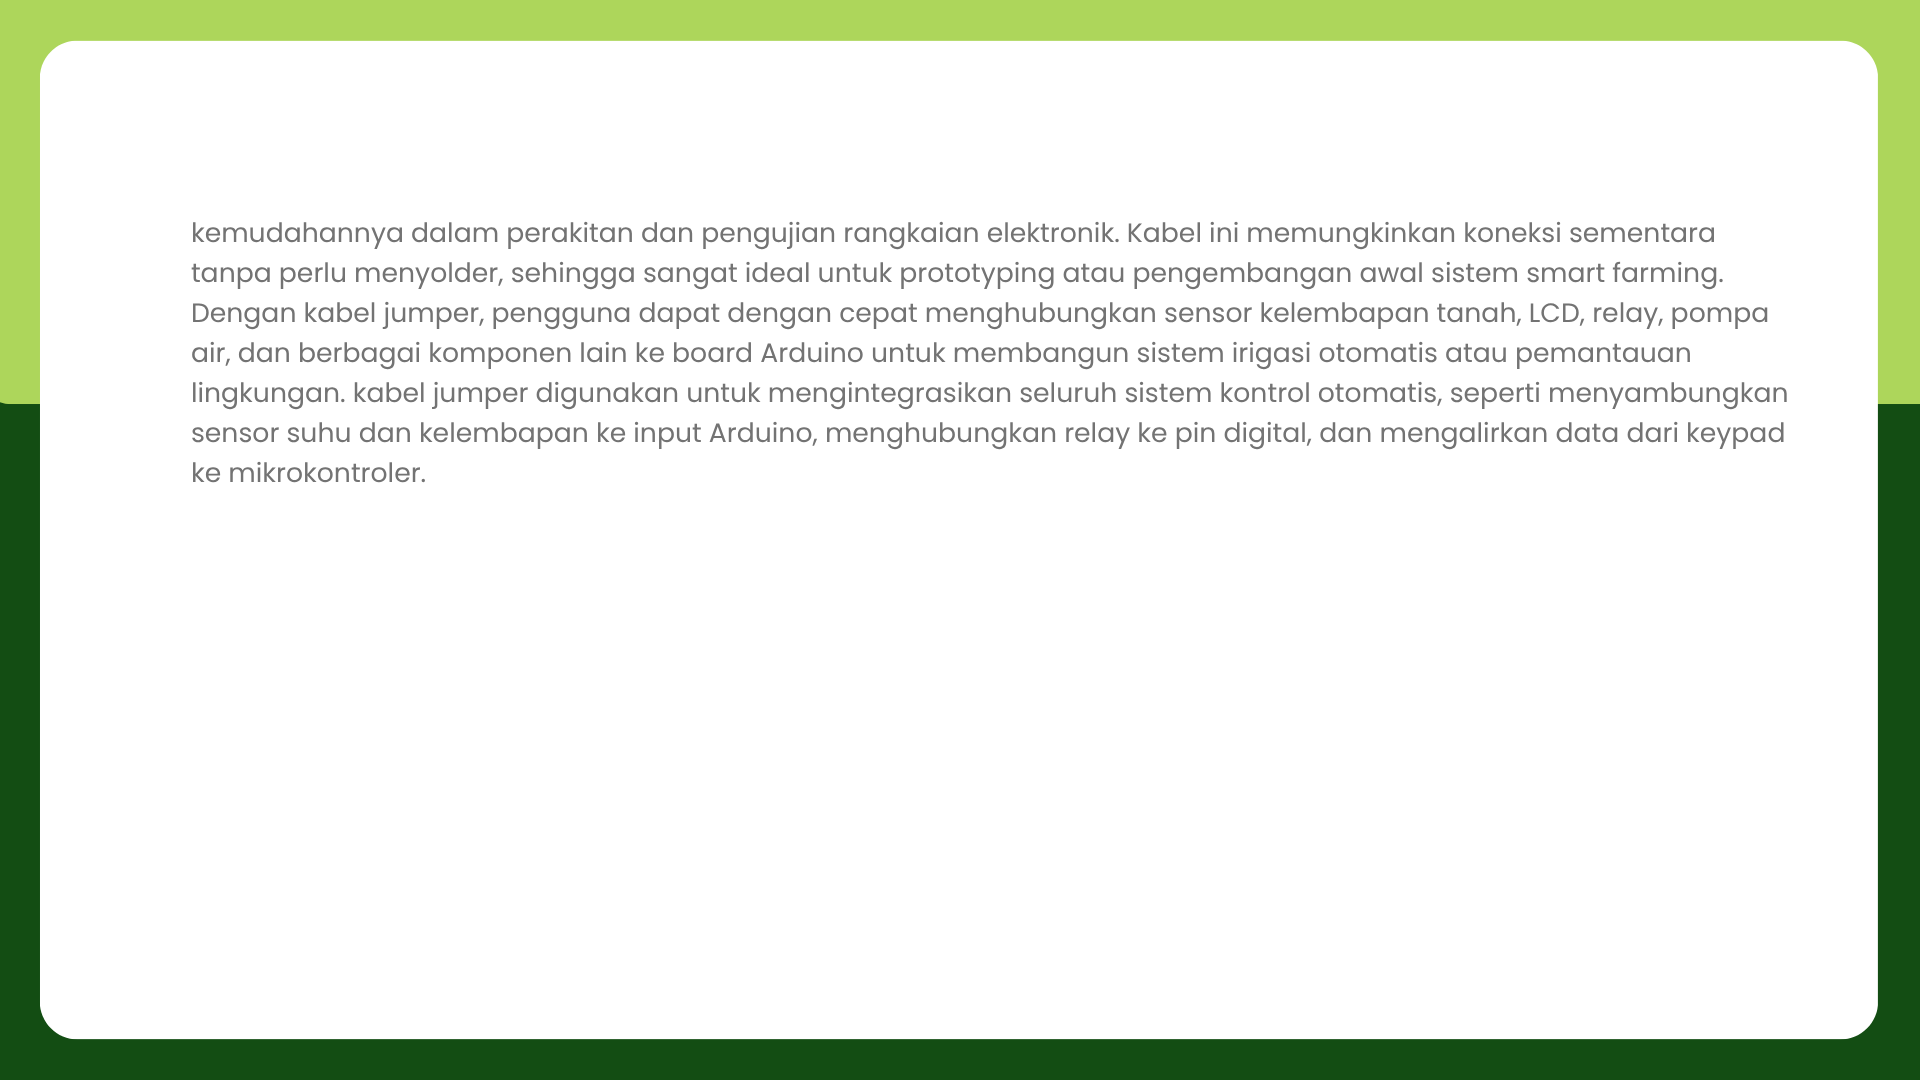 kemudahannya dalam perakitan dan pengujian rangkaian elektronik. Kabel ini memungkinkan koneksi sementara
tanpa perlu menyolder, sehingga sangat ideal untuk prototyping atau pengembangan awal sistem smart farming.
Dengan kabel jumper, pengguna dapat dengan cepat menghubungkan sensor kelembapan tanah, LCD, relay, pompa
air, dan berbagai komponen lain ke board Arduino untuk membangun sistem irigasi otomatis atau pemantauan
lingkungan. kabel jumper digunakan untuk mengintegrasikan seluruh sistem kontrol otomatis, seperti menyambungkan
sensor suhu dan kelembapan ke input Arduino, menghubungkan relay ke pin digital, dan mengalirkan data dari keypad
ke mikrokontroler.